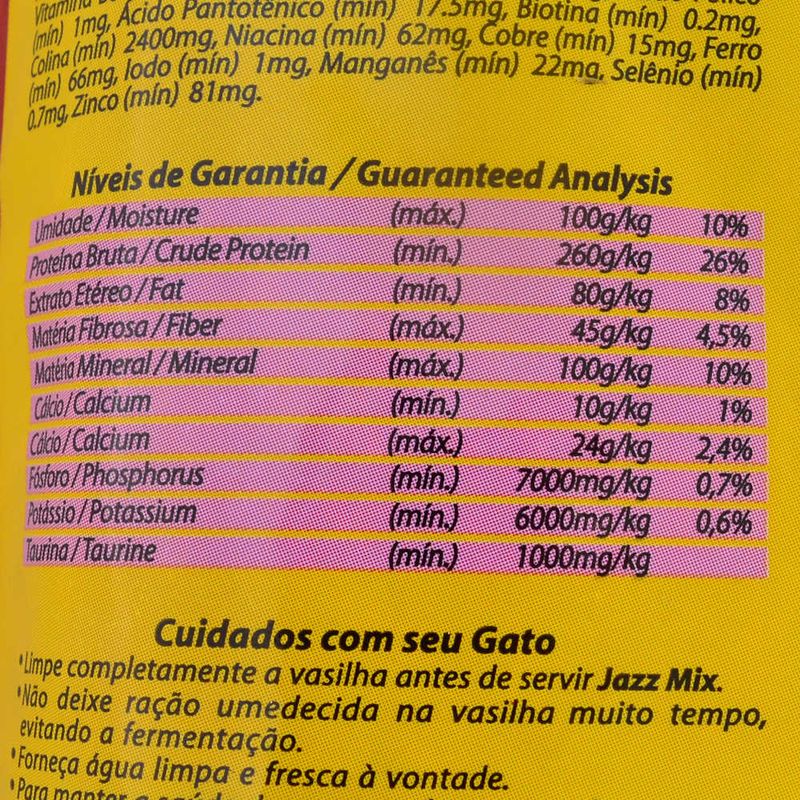 Vitamina
(mín) 1mg, Ácido Pantotênico (mín) 17.5mg, Biotina (mín) 0.2mg,
Colina (mín) 2400mg, Niacina (mín) 62mg, Cobre (mín) 15mg, Ferro
(mín) 66mg, Iodo (mín) 1mg, Manganês (mín) 22mg, Selênio (mín)
0.7mg, Zinco (mín) 81mg.
Níveis de Garantia / Guaranteed Analysis
Umidade / Moisture (máx.) 100g/kg 10%
Proteína Bruta / Crude Protein (mín.) 260g/kg 26%
Extrato Etéreo / Fat (mín.) 80g/kg 8%
Matéria Fibrosa / Fiber (máx.) 45g/kg 4,5%
Matéria Mineral / Mineral (máx.) 100g/kg 10%
Cálcio / Calcium (mín.) 10g/kg 1%
Cálcio / Calcium (máx.) 24g/kg 2,4%
Fósforo / Phosphorus (mín.) 7000mg/kg 0,7%
Potássio / Potassium (mín.) 6000mg/kg 0,6%
Taurina / Taurine (mín.) 1000mg/kg
Cuidados com seu Gato
•Limpe completamente a vasilha antes de servir Jazz Mix.
•Não deixe ração umedecida na vasilha muito tempo,
evitando a fermentação.
•Forneça água limpa e fresca à vontade.
•Para manter a